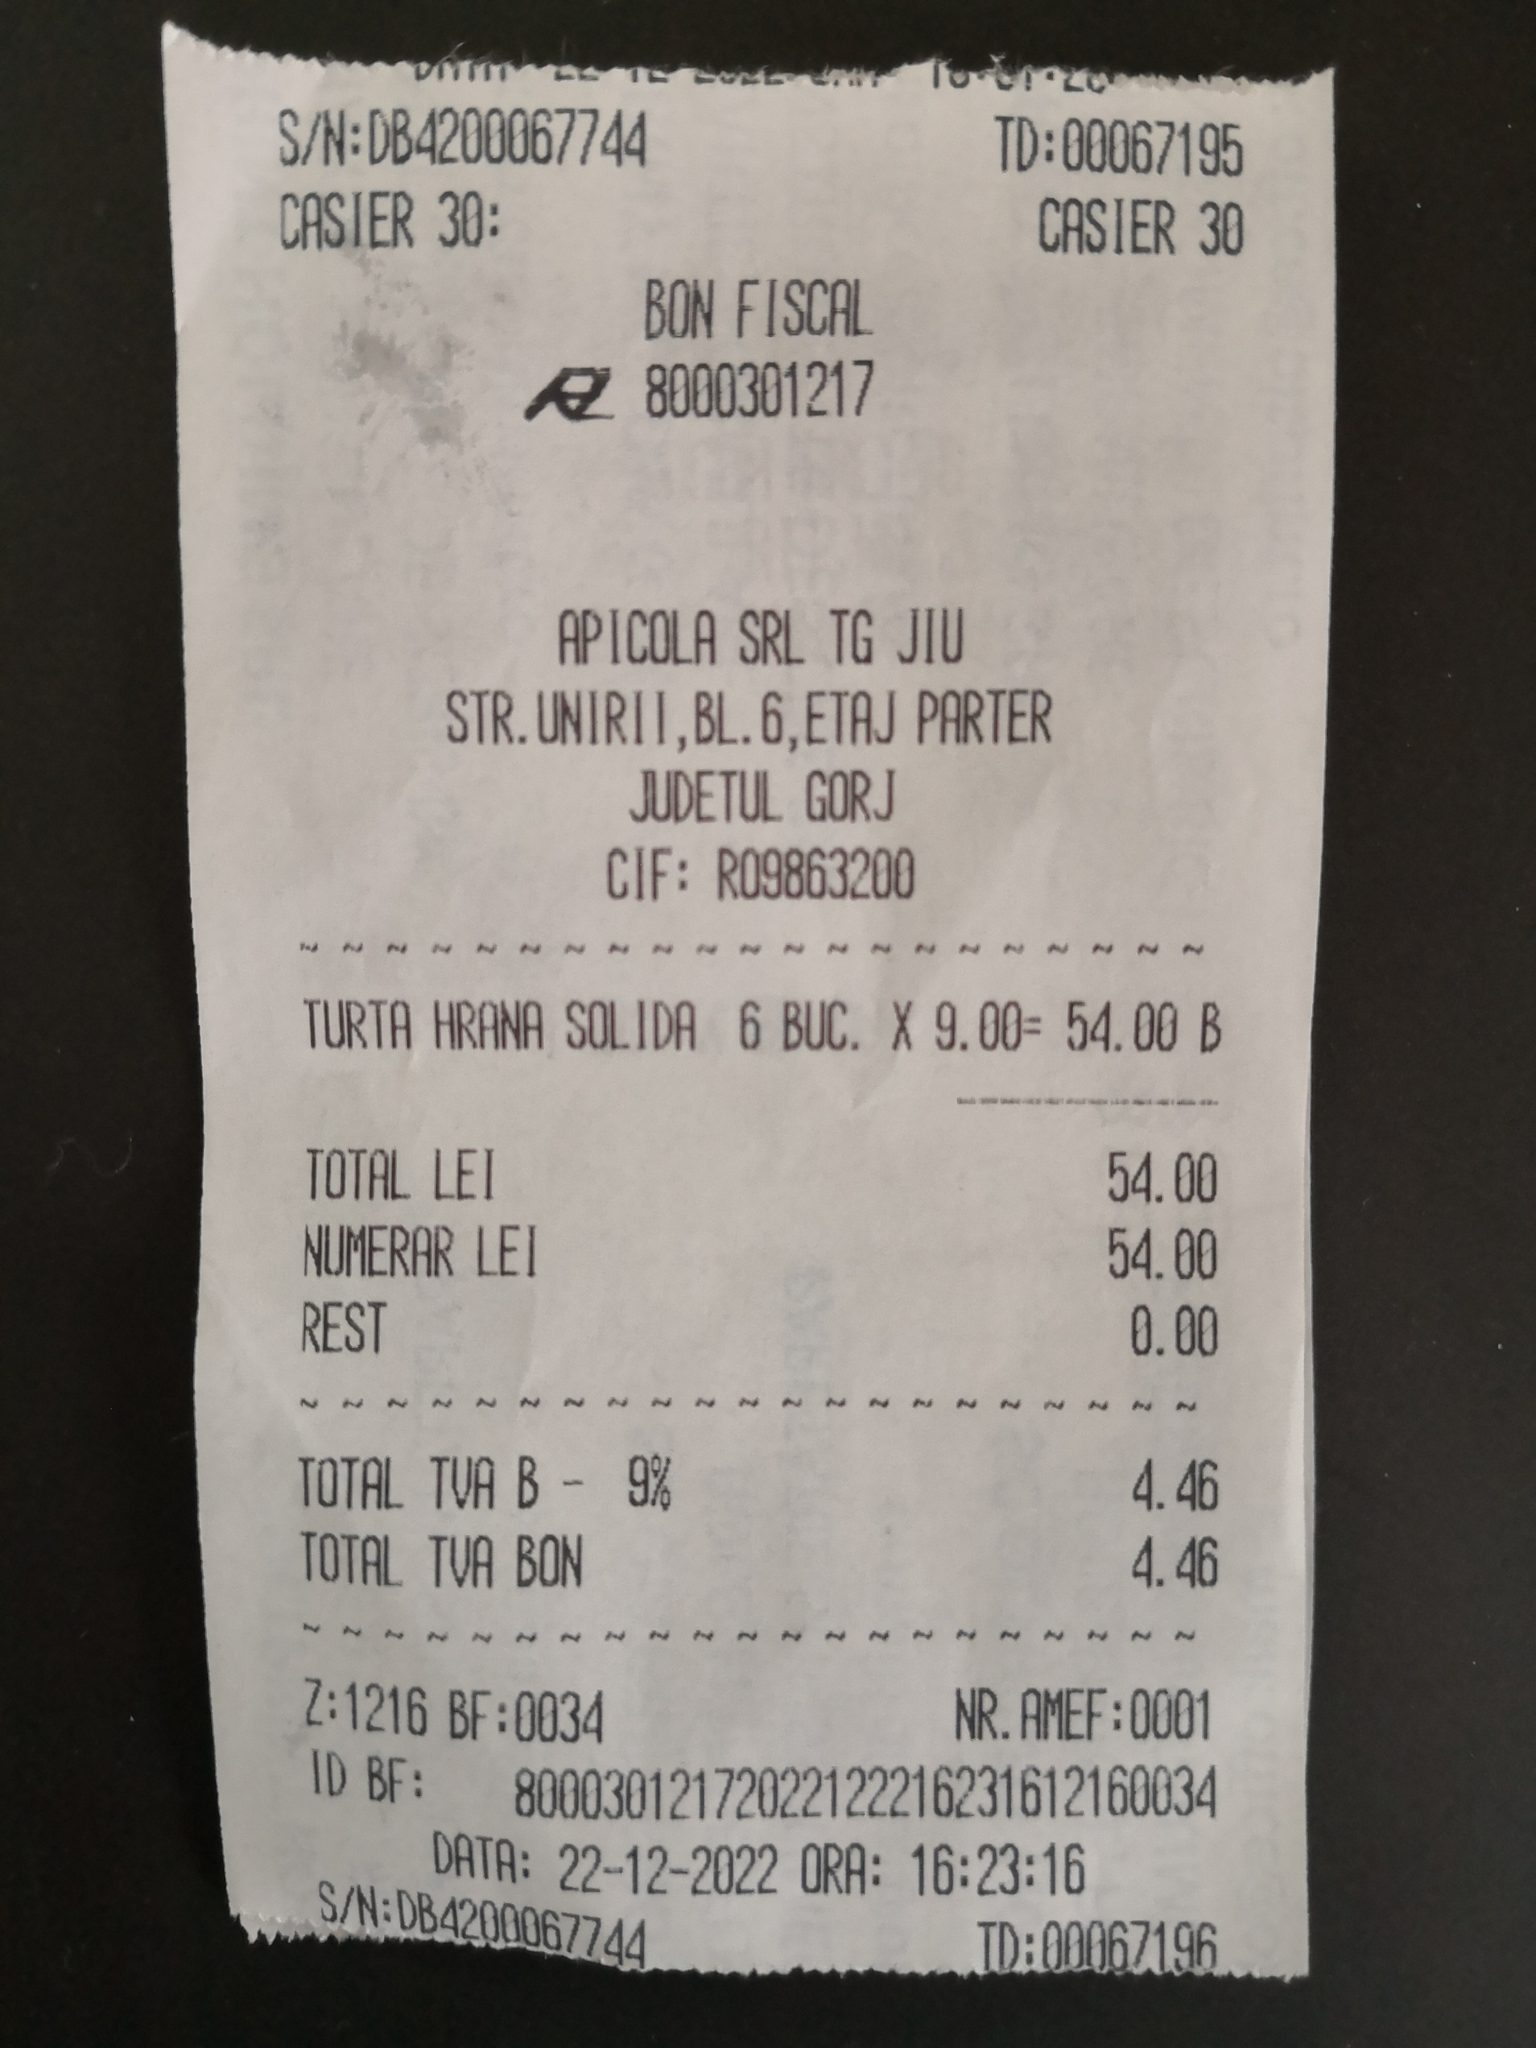 S/N:DB4200067744 TD:00067195
CASIER 30: CASIER 30
BON FISCAL
8000301217
APICOLA SRL TG JIU
STR.UNIRII,BL.6,ETAJ PARTER
JUDETUL GORJ
CIF: RO9863200
~ ~ ~ ~ ~ ~ ~ ~ ~ ~ ~ ~ ~ ~ ~ ~ ~ ~ ~ ~ ~
TURTA HRANA SOLIDA 6 BUC. X 9.00= 54.00 B
TOTAL LEI 54.00
NUMERAR LEI 54.00
REST 0.00
~ ~ ~ ~ ~ ~ ~ ~ ~ ~ ~ ~ ~ ~ ~ ~ ~ ~ ~ ~ ~
TOTAL TVA B - 9% 4.46
TOTAL TVA BON 4.46
~ ~ ~ ~ ~ ~ ~ ~ ~ ~ ~ ~ ~ ~ ~ ~ ~ ~ ~ ~ ~
Z:1216 BF:0034 NR.AMEF:0001
ID BF: 80003012172022122216231612160034
DATA: 22-12-2022 ORA: 16:23:16
S/N:DB4200067744 TD:00067196